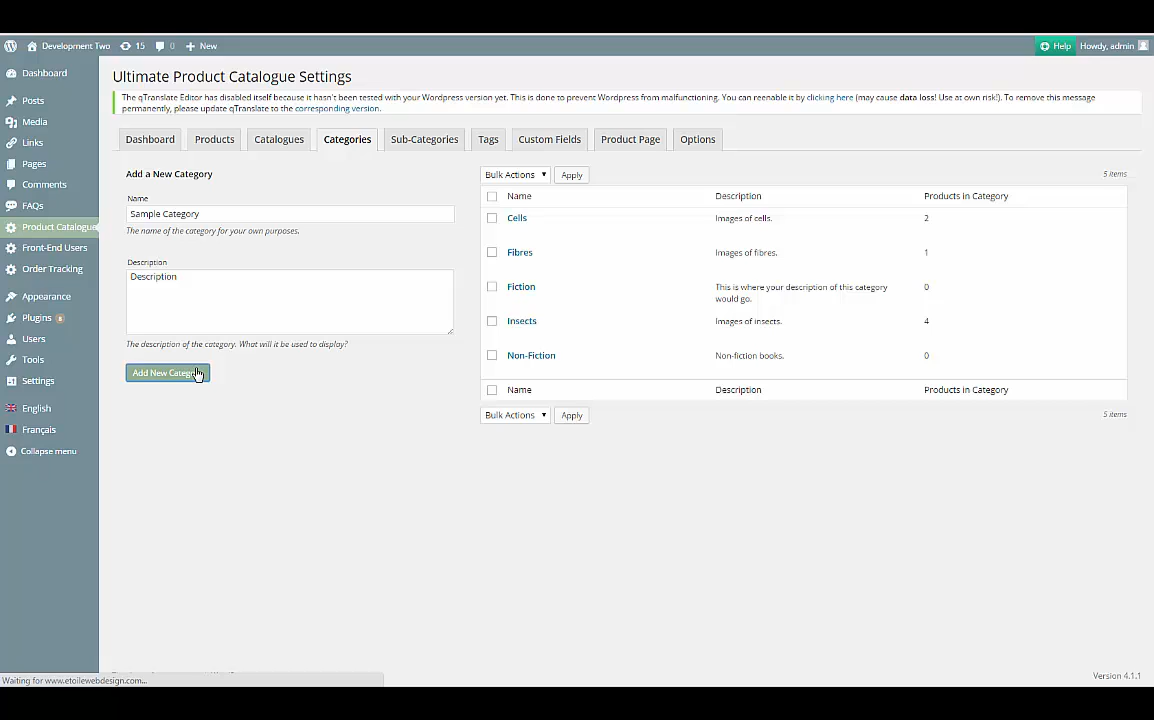 Development Two 15 0 New Help Howdy, admin
Dashboard
Posts
Media
Links
Pages
Comments
FAQs
Product Catalogue
Front-End Users
Order Tracking
Appearance
Plugins 8
Users
Tools
Settings
English
Français
Collapse menu
Ultimate Product Catalogue Settings
The qTranslate Editor has disabled itself because it hasn't been tested with your Wordpress version yet. This is done to prevent Wordpress from malfunctioning. You can reenable it by clicking here (may cause data loss! Use at own risk!). To remove this message
permanently, please update qTranslate to the corresponding version.
Dashboard Products Catalogues Categories Sub-Categories Tags Custom Fields Product Page Options
Add a New Category
Name
Sample Category
The name of the category for your own purposes.
Description
Description
The description of the category. What will it be used to display?
Add New Category
Bulk Actions Apply 5 items
Name Description Products in Category
Cells Images of cells. 2
Fibres Images of fibres. 1
Fiction This is where your description of this category 0
would go.
Insects Images of insects. 4
Non-Fiction Non-fiction books. 0
Name Description Products in Category
Bulk Actions Apply 5 items
Version 4.1.1
Waiting for www.etoilewebdesign.com...